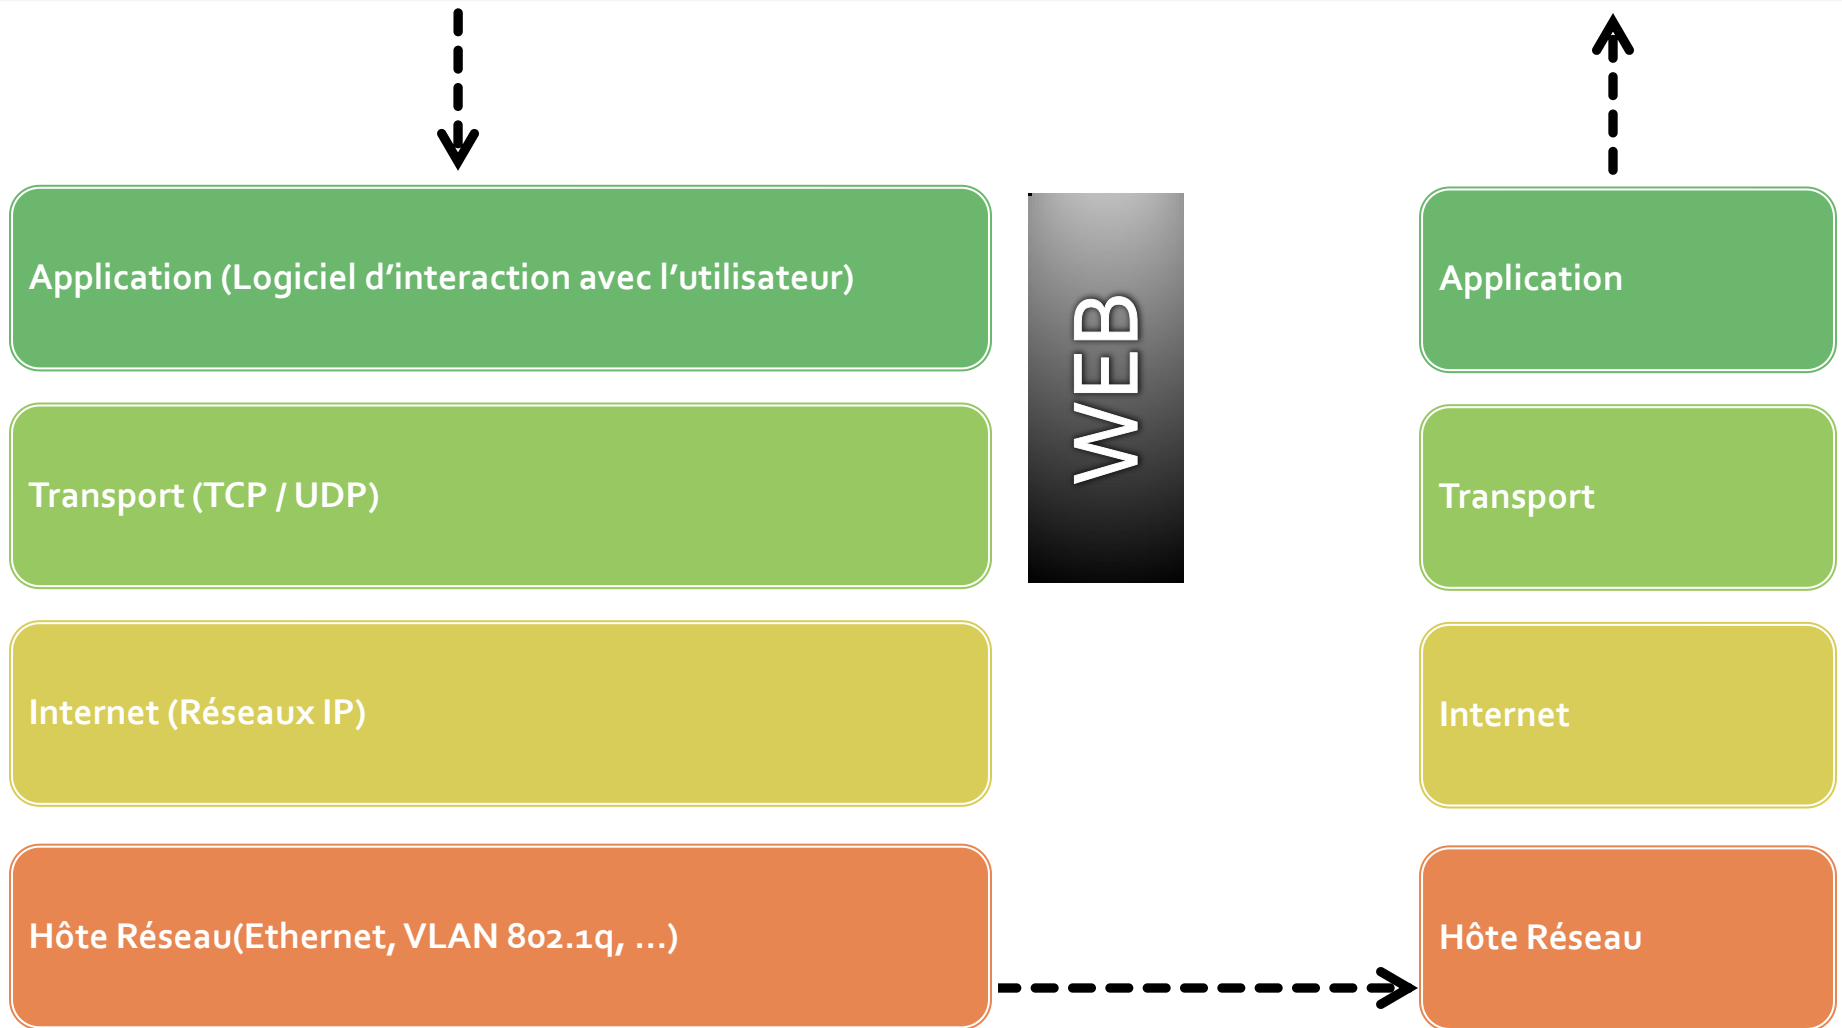 Application (Logiciel d’interaction avec l’utilisateur)
Transport (TCP / UDP)
Internet (Réseaux IP)
Hôte Réseau(Ethernet, VLAN 802.1q, ...)
WEB
Application
Transport
Internet
Hôte Réseau